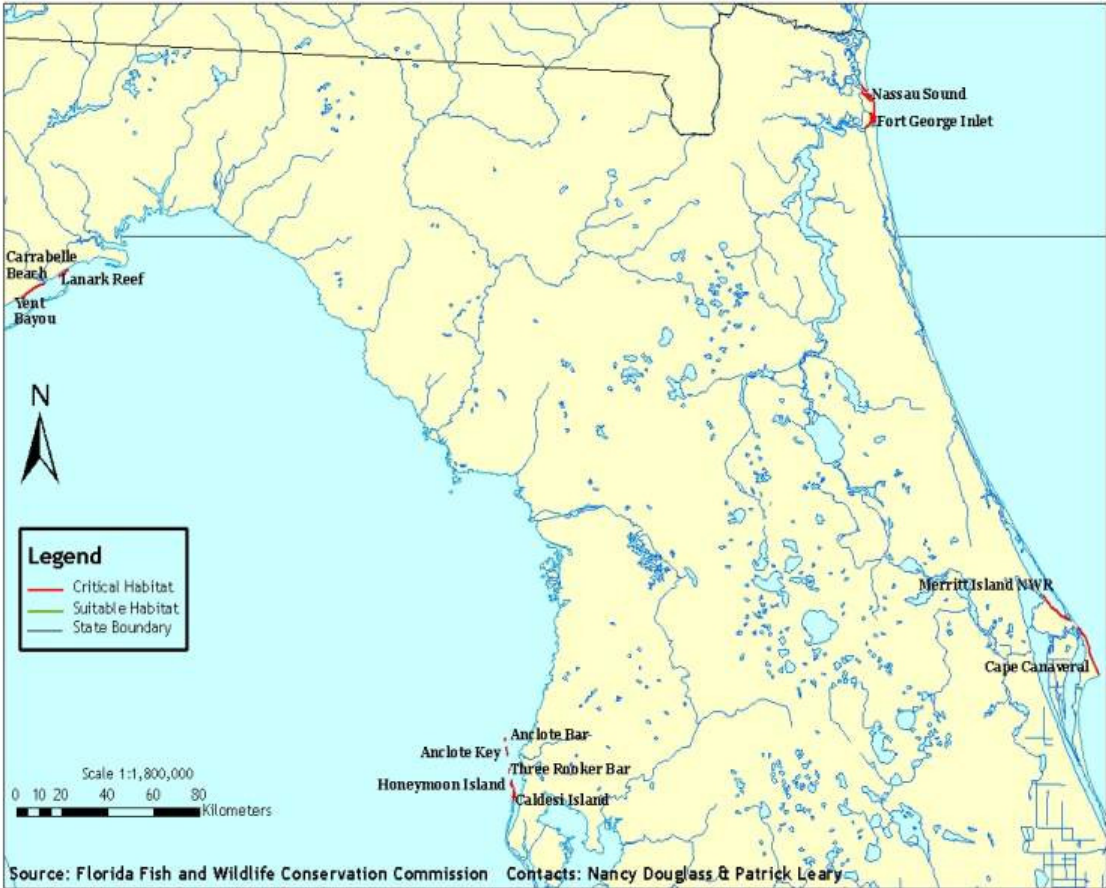 Nassau Sound
Fort George Inlet
Carrabelle
Beach
Lanark Reef
Yent
Bayou
N
Legend
Critical Habitat
Suitable Habitat
State Boundary
Merritt Island NWR
Cape Canaveral
Anclote Bar
Anclote Key
Three Rooker Bar
Honeymoon Island
Caldesi Island
Scale 1:1,800,000
0 10 20 40 60 80
Kilometers
Source: Florida Fish and Wildlife Conservation Commission Contacts: Nancy Douglass & Patrick Leary